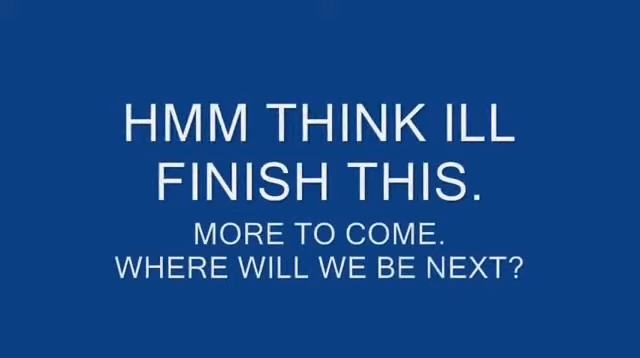 HMM THINK ILL
FINISH THIS.
MORE TO COME.
WHERE WILL WE BE NEXT?